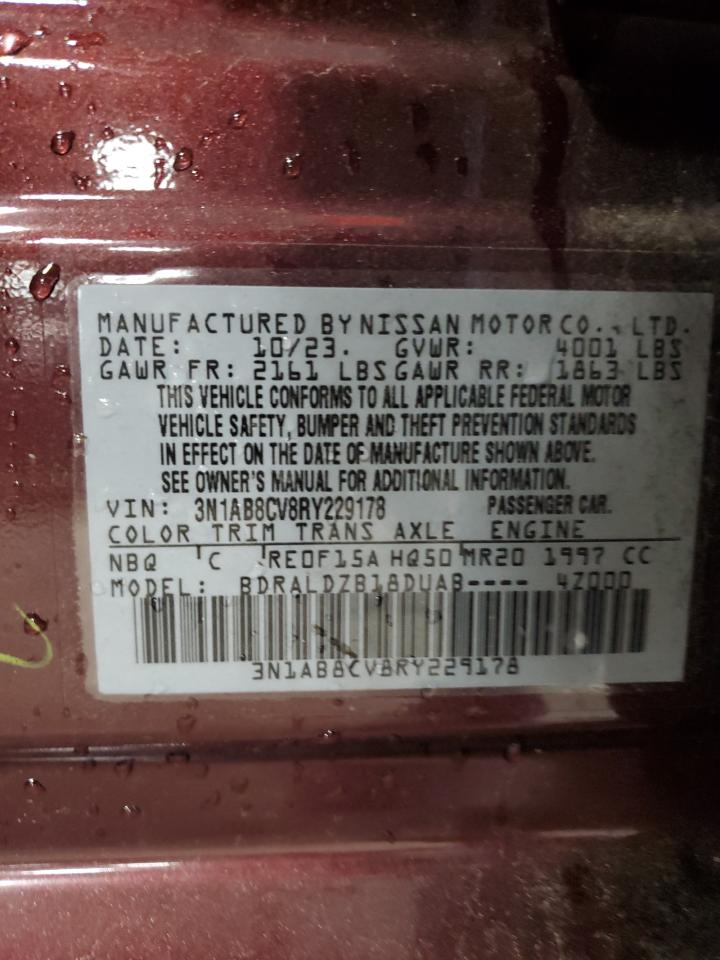 MANUFACTURED BY NISSAN MOTOR CO., LTD.
DATE: 10/23. GVWR: 4001 LBS
GAWR FR: 2161 LBS GAWR RR: 1863 LBS
THIS VEHICLE CONFORMS TO ALL APPLICABLE FEDERAL MOTOR
VEHICLE SAFETY, BUMPER AND THEFT PREVENTION STANDARDS
IN EFFECT ON THE DATE OF MANUFACTURE SHOWN ABOVE.
SEE OWNER'S MANUAL FOR ADDITIONAL INFORMATION.
VIN: 3N1AB8CV8RY229178 PASSENGER CAR.
COLOR TRIM TRANS AXLE ENGINE
NBQ C RE0F15A HQ50 MR20 1997 CC
MODEL: BDRALDZB18DUAB---- 4Z000
3N1AB8CV8RY229178